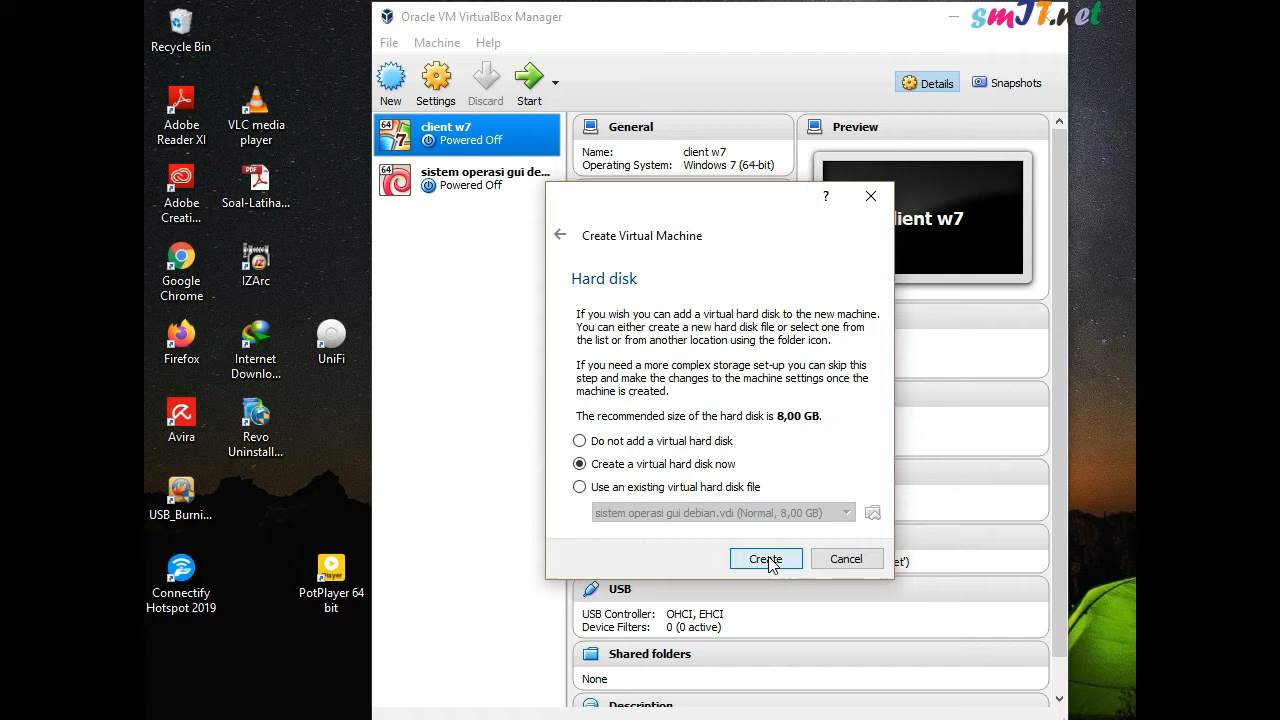 Recycle Bin
Adobe
Reader XI
VLC media
player
Adobe
Creati...
Soal-Latiha...
Google
Chrome
IZArc
Firefox
Internet
Downlo...
UniFi
Avira
Revo
Uninstall...
USB_Burni...
Connectify
Hotspot 2019
PotPlayer 64
bit
smJT.net
Oracle VM VirtualBox Manager
File Machine Help
New Settings Discard Start
Details Snapshots
64 client w7
Powered Off
64 sistem operasi gui de...
Powered Off
General
Name: client w7
Operating System: Windows 7 (64-bit)
Preview
lient w7
Create Virtual Machine
Hard disk
If you wish you can add a virtual hard disk to the new machine.
You can either create a new hard disk file or select one from
the list or from another location using the folder icon.
If you need a more complex storage set-up you can skip this
step and make the changes to the machine settings once the
machine is created.
The recommended size of the hard disk is 8,00 GB.
Do not add a virtual hard disk
Create a virtual hard disk now
Use an existing virtual hard disk file
sistem operasi gui debian.vdi (Normal, 8,00 GB)
Create Cancel
et')
USB
USB Controller: OHCI, EHCI
Device Filters: 0 (0 active)
Shared folders
None
Description